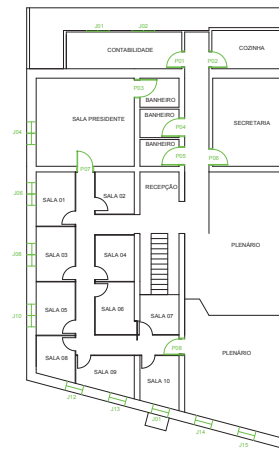 J01 J02
CONTABILIDADE
P01 P02
COZINHA
P03
BANHEIRO
BANHEIRO
SALA PRESIDENTE
P04
SECRETARIA
J04
BANHEIRO
P05
P06
P07
RECEPÇÃO
J06
SALA 01
SALA 02
PLENÁRIO
SALA 03
SALA 04
J08
J10
SALA 05
SALA 06
SALA 07
P08
PLENÁRIO
SALA 08
SALA 09
SALA 10
J12
J13
J01
J14
J15